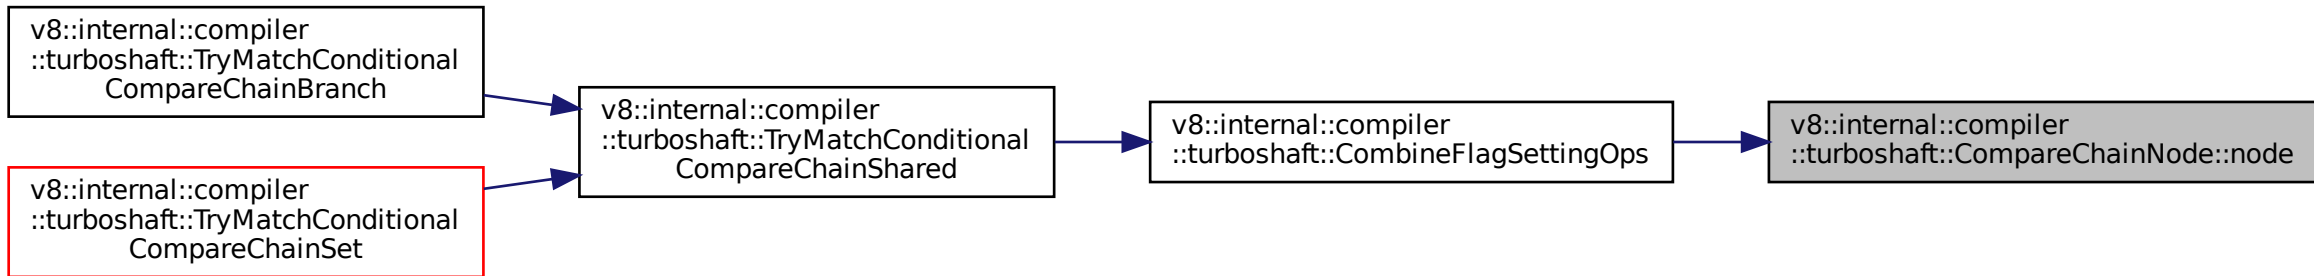 v8::internal::compiler
::turboshaft::TryMatchConditional
CompareChainBranch
v8::internal::compiler
::turboshaft::TryMatchConditional
CompareChainSet
v8::internal::compiler
::turboshaft::TryMatchConditional
CompareChainShared
v8::internal::compiler
::turboshaft::CombineFlagSettingOps
v8::internal::compiler
::turboshaft::CompareChainNode::node